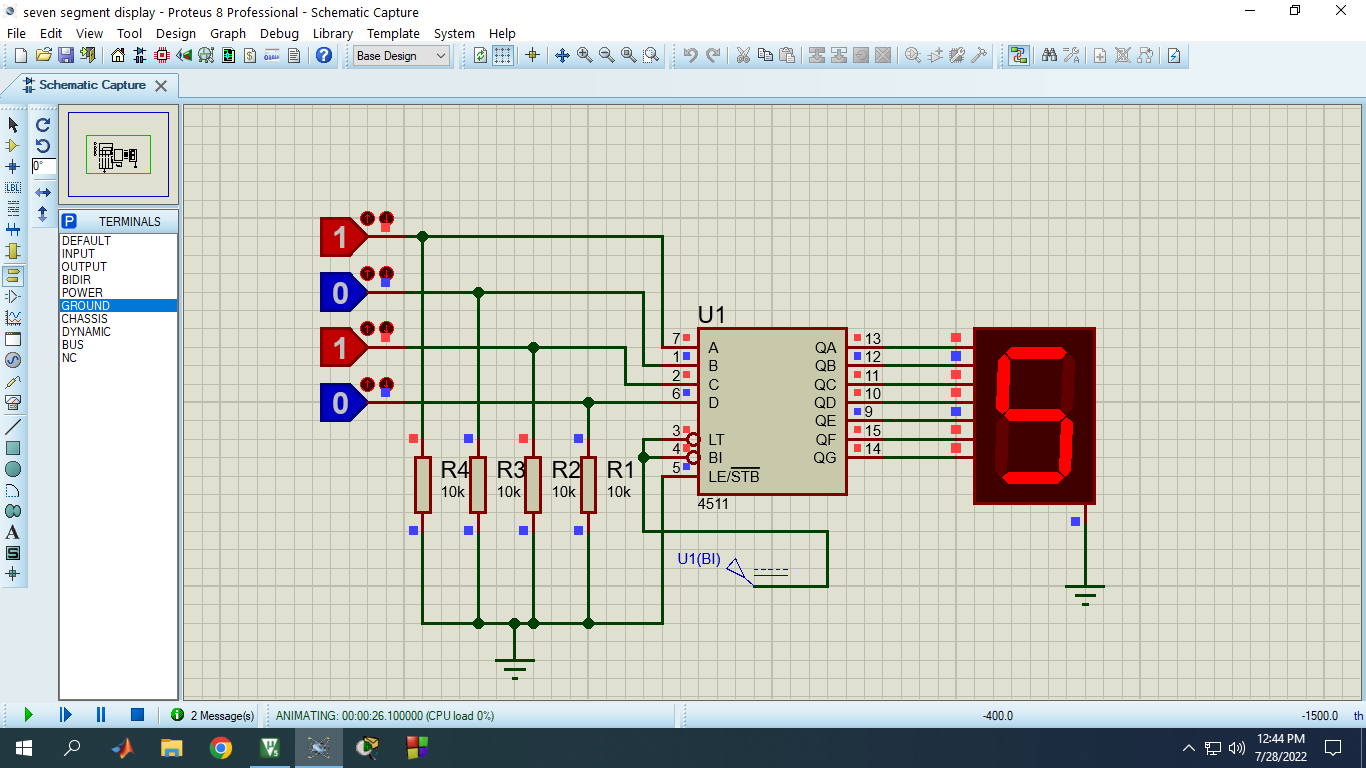 seven segment display - Proteus 8 Professional - Schematic Capture
File Edit View Tool Design Graph Debug Library Template System Help
Base Design
Schematic Capture
0°
LBL
P TERMINALS
DEFAULT
INPUT
OUTPUT
BIDIR
POWER
GROUND
CHASSIS
DYNAMIC
BUS
NC
A
S
1
0
1
0
R4
10k
R3
10k
R2
10k
R1
10k
U1
7 A QA 13
1 B QB 12
2 C QC 11
6 D QD 10
QE 9
3 LT QF 15
4 BI QG 14
5 LE/STB
4511
U1(BI)
2 Message(s)
ANIMATING: 00:00:26.100000 (CPU load 0%)
-400.0
-1500.0
th
12:44 PM
7/28/2022